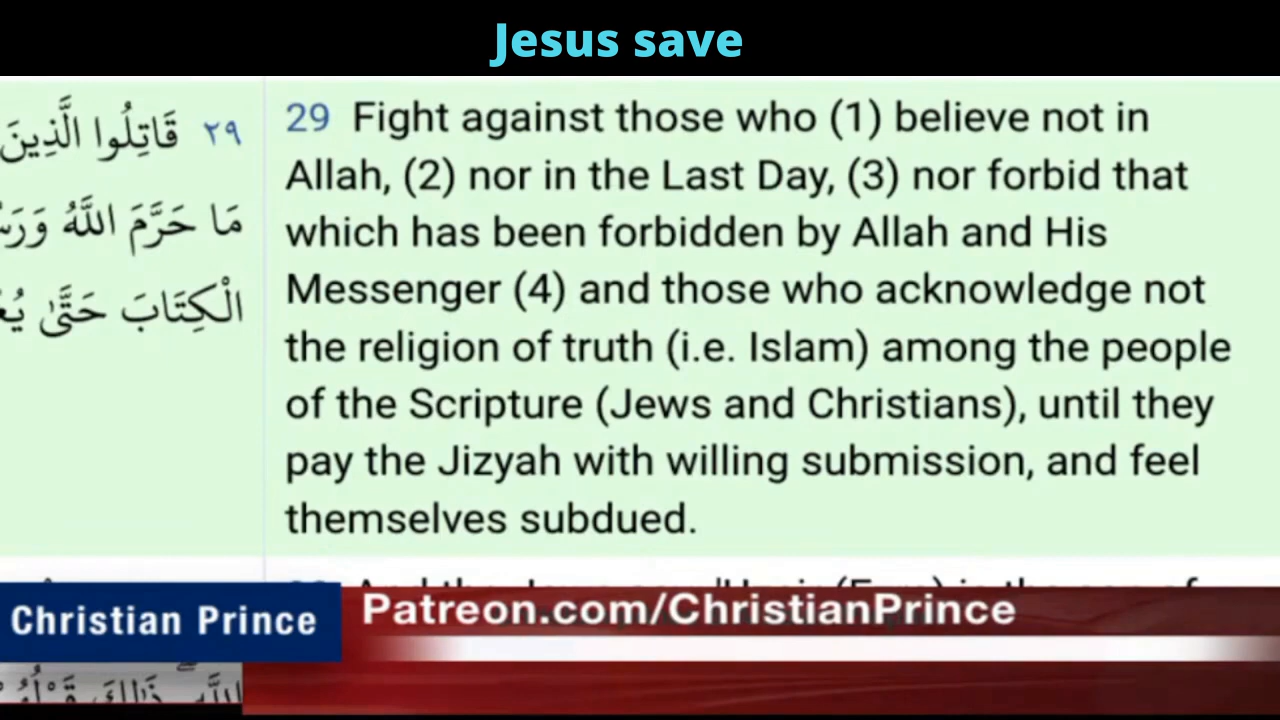 Jesus save
٢٩ قَاتِلُوا الَّذِينَ
مَا حَرَّمَ اللَّهُ
الْكِتَابَ حَتَّىٰ
29 Fight against those who (1) believe not in
Allah, (2) nor in the Last Day, (3) nor forbid that
which has been forbidden by Allah and His
Messenger (4) and those who acknowledge not
the religion of truth (i.e. Islam) among the people
of the Scripture (Jews and Christians), until they
pay the Jizyah with willing submission, and feel
themselves subdued.
Christian Prince
Patreon.com/ChristianPrince